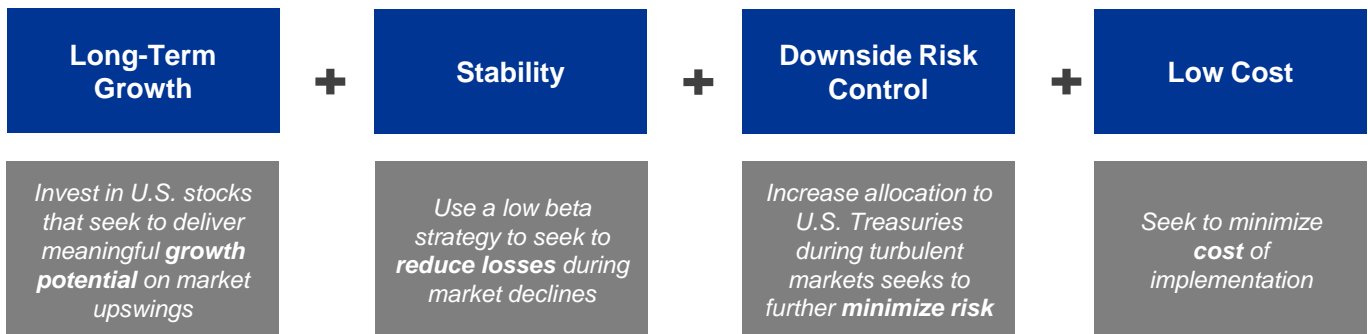 Long-Term
Growth
Stability
Downside Risk
Control
Low Cost
Invest in U.S. stocks
that seek to deliver
meaningful growth
potential on market
upswings
Use a low beta
strategy to seek to
reduce losses during
market declines
Increase allocation to
U.S. Treasuries
during turbulent
markets seeks to
further minimize risk
Seek to minimize
cost of
implementation